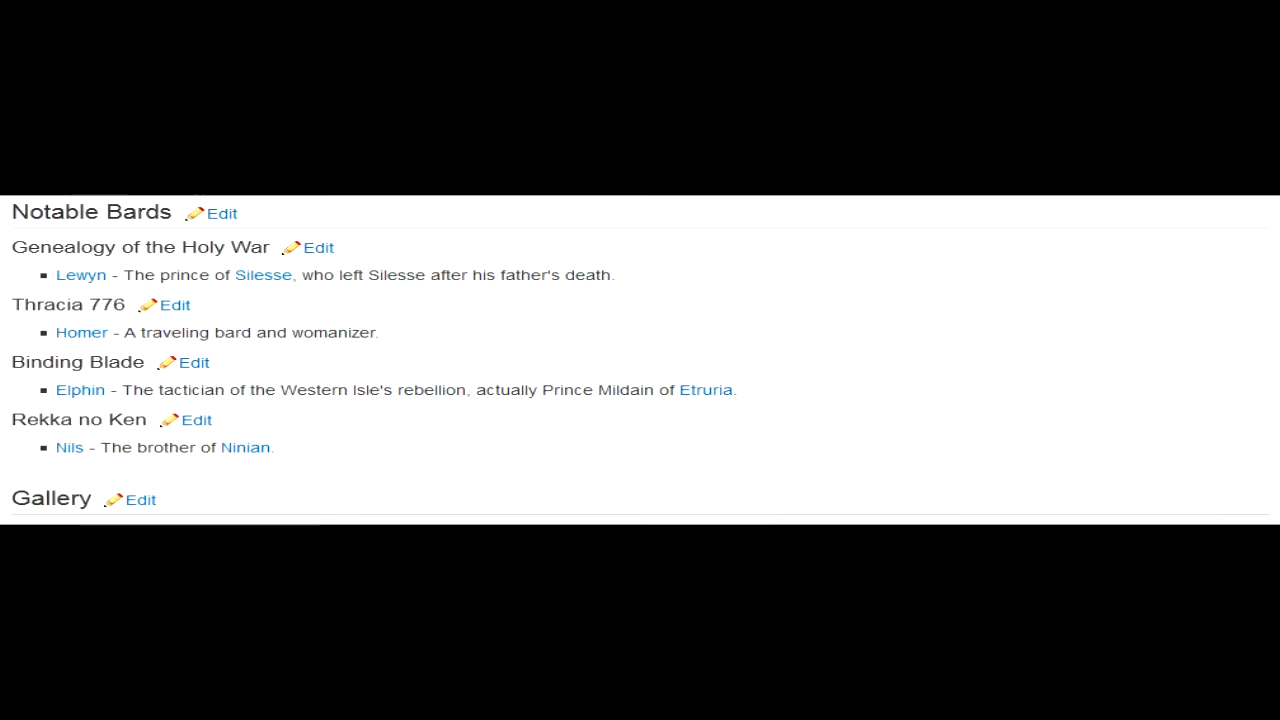 Notable Bards Edit
Genealogy of the Holy War Edit
Lewyn - The prince of Silesse, who left Silesse after his father's death.
Thracia 776 Edit
Homer - A traveling bard and womanizer.
Binding Blade Edit
Elphin - The tactician of the Western Isle's rebellion, actually Prince Mildain of Etruria.
Rekka no Ken Edit
Nils - The brother of Ninian.
Gallery Edit